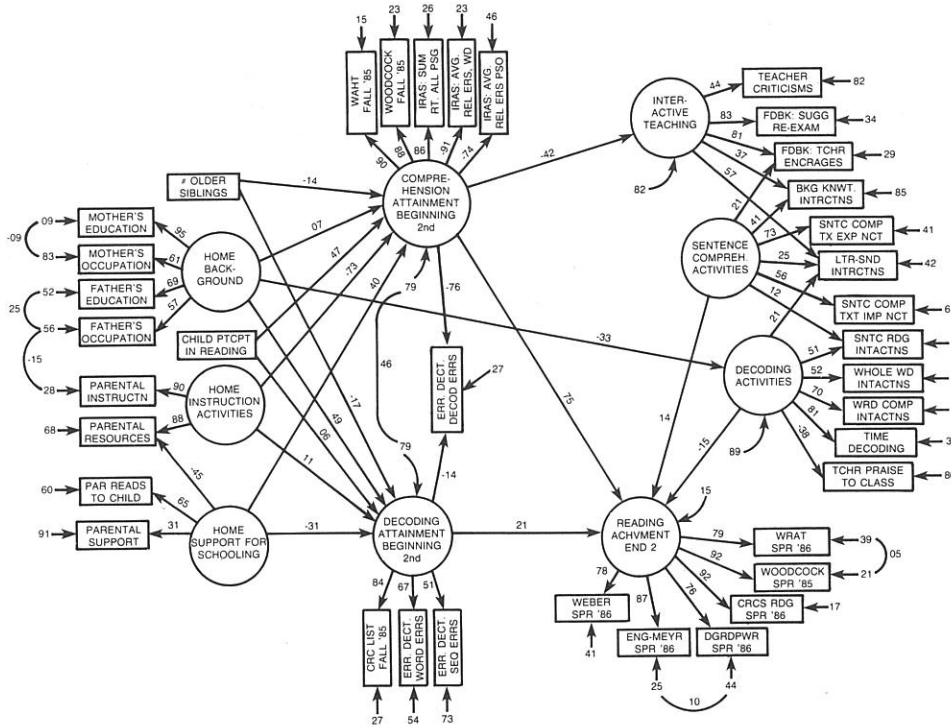 15
23
26
23
46
WAHT
FALL '85
WOODCOCK
FALL '85
IRAS: SUM
RT. ALL PSG
IRAS: AVG.
REL ERS, WD
IRAS: AVG.
REL ERS PSO
90
88
86
-91
-74
COMPRE-
HENSION
ATTAINMENT
BEGINNING
2nd
79
# OLDER
SIBLINGS
-14
-17
09
-09
83
52
25
56
-15
28
68
60
91
MOTHER'S
EDUCATION
MOTHER'S
OCCUPATION
FATHER'S
EDUCATION
FATHER'S
OCCUPATION
95
61
69
57
HOME
BACK-
GROUND
07
47
-73
40
CHILD PTCPT
IN READING
PARENTAL
INSTRUCTN
PARENTAL
RESOURCES
90
88
-45
HOME
INSTRUCTION
ACTIVITIES
PAR READS
TO CHILD
PARENTAL
SUPPORT
65
31
HOME
SUPPORT FOR
SCHOOLING
49
06
11
-31
46
79
DECODING
ATTAINMENT
BEGINNING
2nd
-76
ERR. DECT.
DECOD ERRS
27
-14
84
67
51
CRC LIST
FALL '85
ERR. DECT.
WORD ERRS
ERR. DECT.
SEQ ERRS
27
54
73
-42
-33
75
21
INTER-
ACTIVE
TEACHING
82
44
83
81
37
57
TEACHER
CRITICISMS
82
FDBK: SUGG
RE-EXAM
34
FDBK: TCHR
ENCRAGES
29
BKG KNWT.
INTRCTNS
85
SNTC COMP
TX EXP NCT
41
LTR-SND
INTRCTNS
42
SNTC COMP
TXT IMP NCT
6
SNTC RDG
INTACTNS
WHOLE WD
INTACTNS
WRD COMP
INTACTNS
TIME
DECODING
3
TCHR PRAISE
TO CLASS
SENTENCE
COMPREH.
ACTIVITIES
21
41
73
25
56
12
14
DECODING
ACTIVITIES
89
21
51
52
70
81
-38
-15
READING
ACHVMENT
END 2
15
79
92
92
76
87
78
WRAT
SPR '86
39
05
WOODCOCK
SPR '85
21
CRCS RDG
SPR '86
17
WEBER
SPR '86
41
ENG-MEYR
SPR '86
25
DGRDPWR
SPR '86
44
10